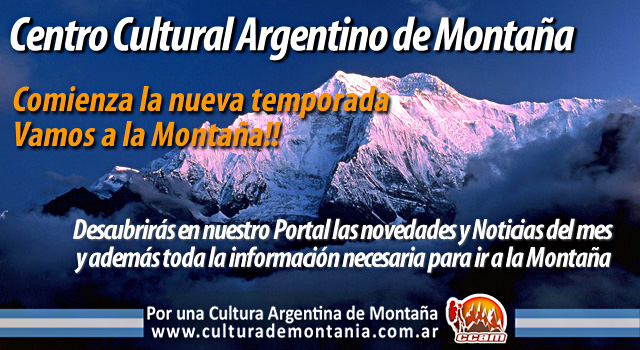 Centro Cultural Argentino de Montaña
Comienza la nueva temporada
Vamos a la Montaña!!
Descubrirás en nuestro Portal las novedades y Noticias del mes
y además toda la información necesaria para ir a la Montaña
Por una Cultura Argentina de Montaña
www.culturademontania.com.ar
ccam